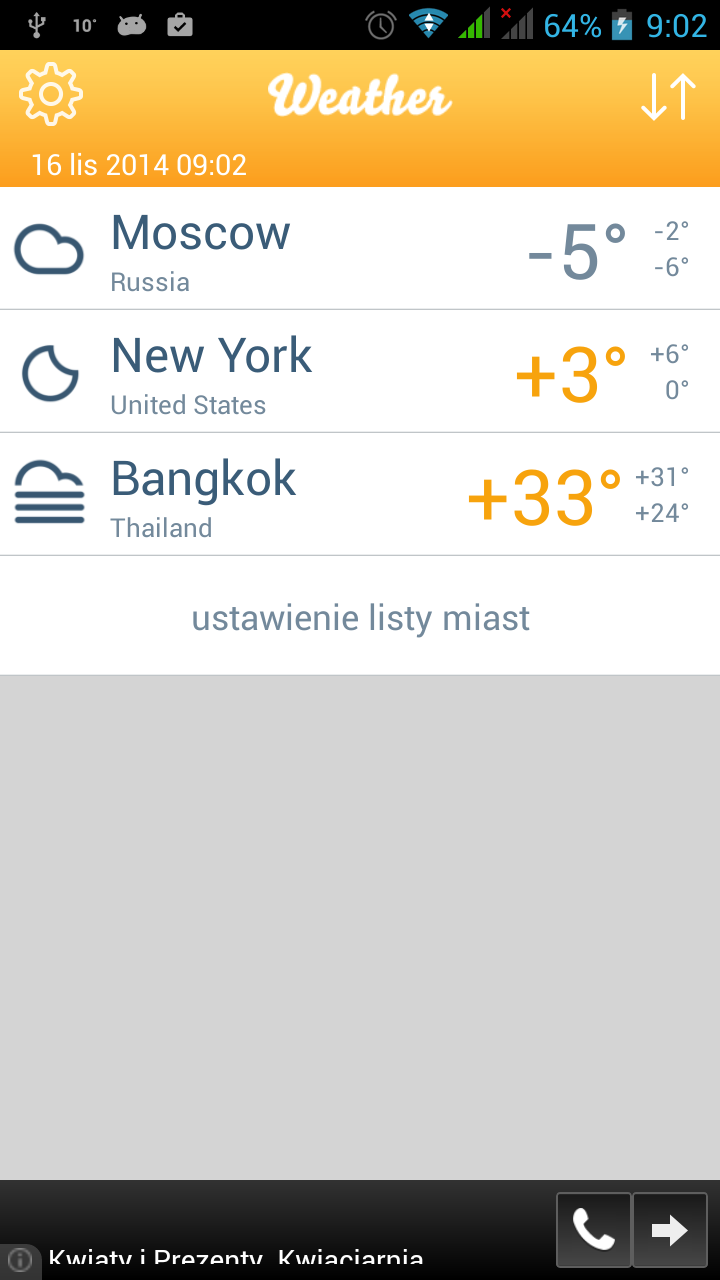 10° 64% 9:02
Weather
16 lis 2014 09:02
Moscow -5° -2°
Russia -6°
New York +3° +6°
United States 0°
Bangkok +33° +31°
Thailand +24°
ustawienie listy miast
Kwiaty i Prezenty Kwiaciarnia